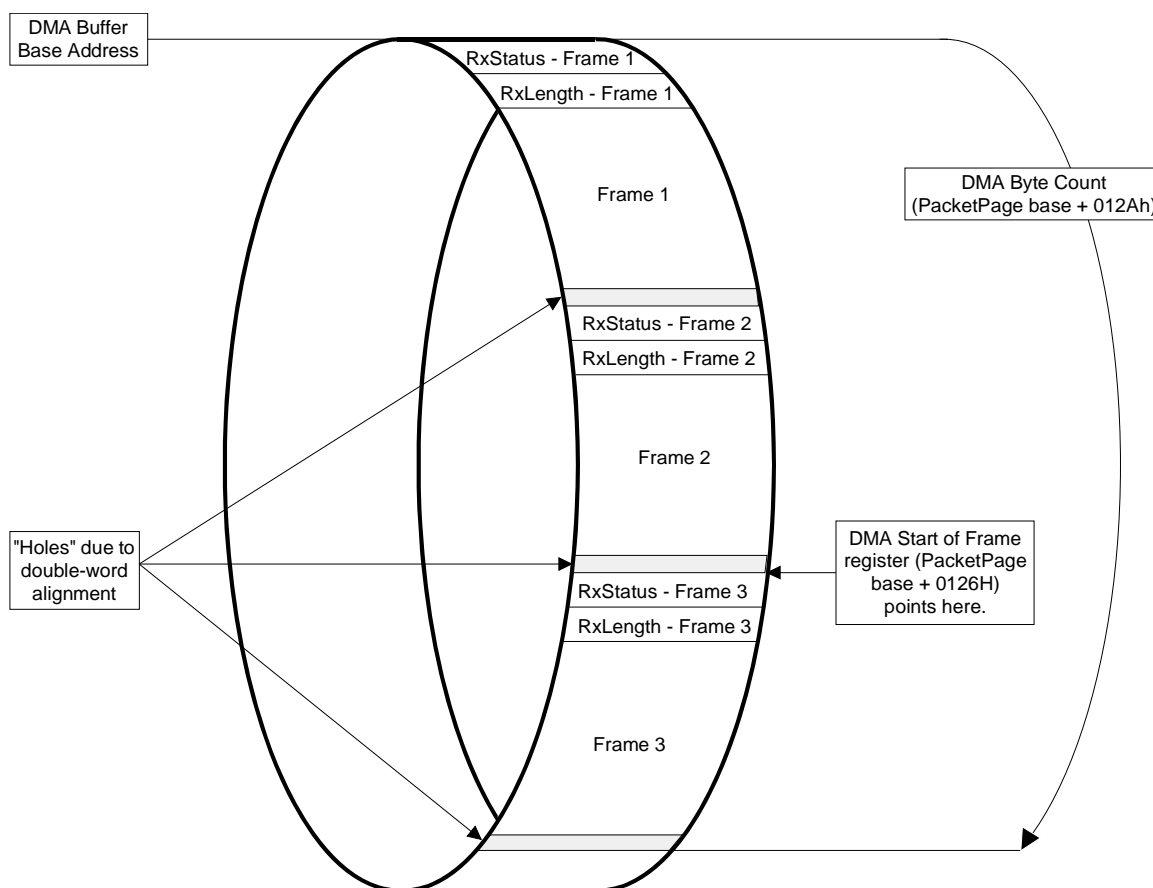 DMA Buffer
Base Address
RxStatus - Frame 1
RxLength - Frame 1
Frame 1
DMA Byte Count
(PacketPage base + 012Ah)
RxStatus - Frame 2
RxLength - Frame 2
Frame 2
"Holes" due to
double-word
alignment
DMA Start of Frame
register (PacketPage
base + 0126H)
points here.
RxStatus - Frame 3
RxLength - Frame 3
Frame 3